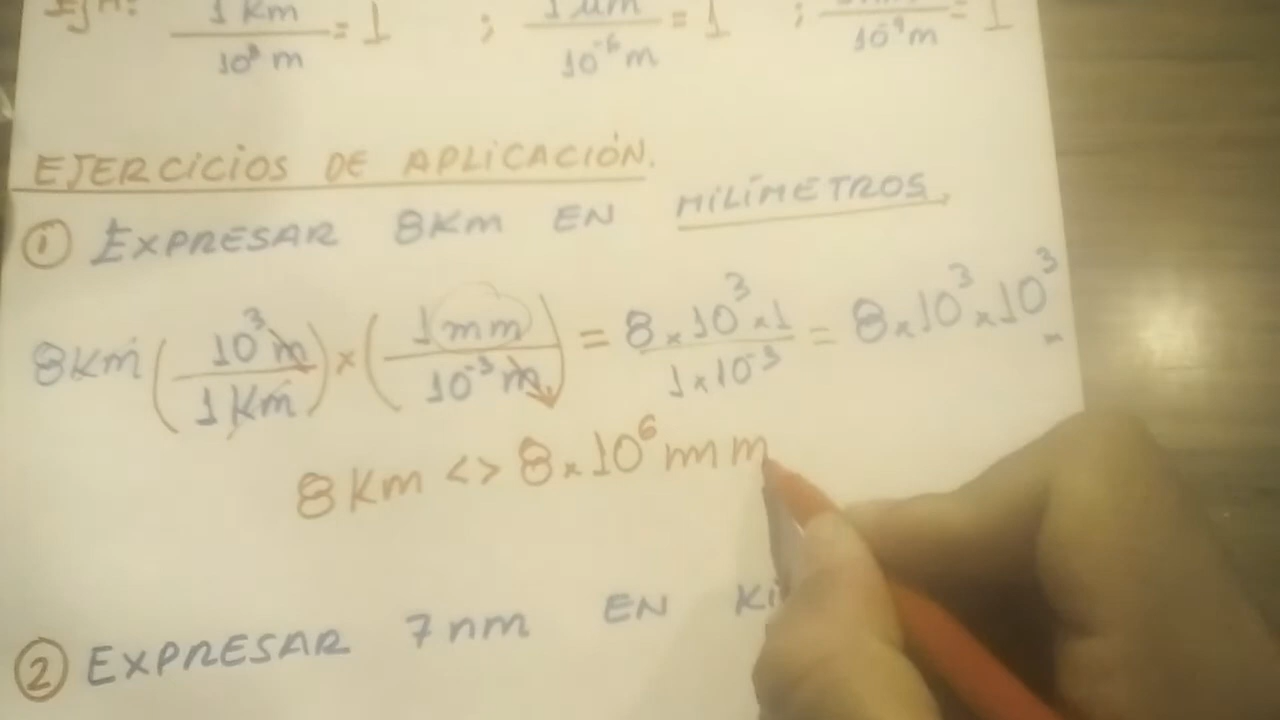 1 Km / 10³ m = 1 ; 1 µm / 10⁻⁶ m = 1 ; 10⁻⁹ m = 1
EJERCICIOS DE APLICACIÓN.
① EXPRESAR 8Km EN MILÍMETROS.
8Km (10³ m / 1 Km) x (1 mm / 10⁻³ m) = 8 x 10³ x 1 / 1 x 10⁻³ = 8 x 10³ x 10³
8 Km <> 8 x 10⁶ mm
② EXPRESAR 7 nm EN